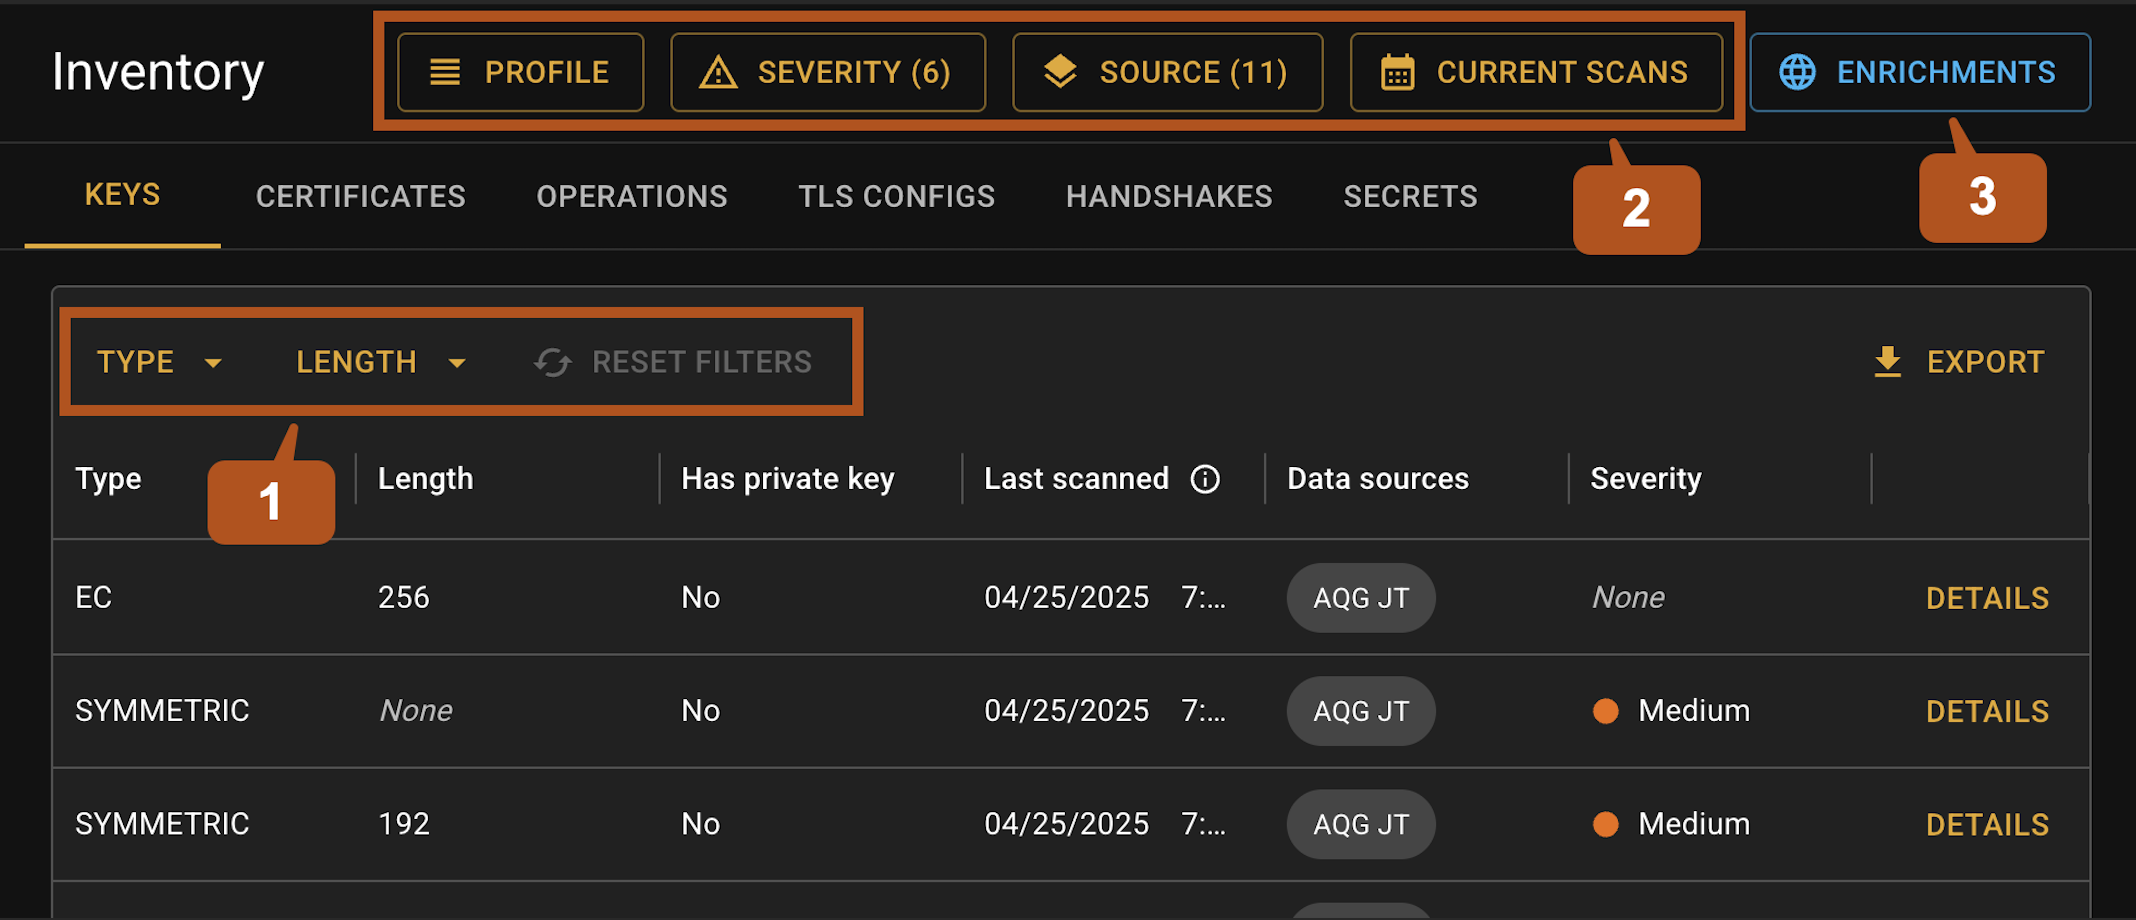 Inventory PROFILE SEVERITY (6) SOURCE (11) CURRENT SCANS ENRICHMENTS
KEYS CERTIFICATES OPERATIONS TLS CONFIGS HANDSHAKES SECRETS 2 3
TYPE LENGTH RESET FILTERS EXPORT
Type 1 Length Has private key Last scanned Data sources Severity
EC 256 No 04/25/2025 7:... AQG JT None DETAILS
SYMMETRIC None No 04/25/2025 7:... AQG JT Medium DETAILS
SYMMETRIC 192 No 04/25/2025 7:... AQG JT Medium DETAILS